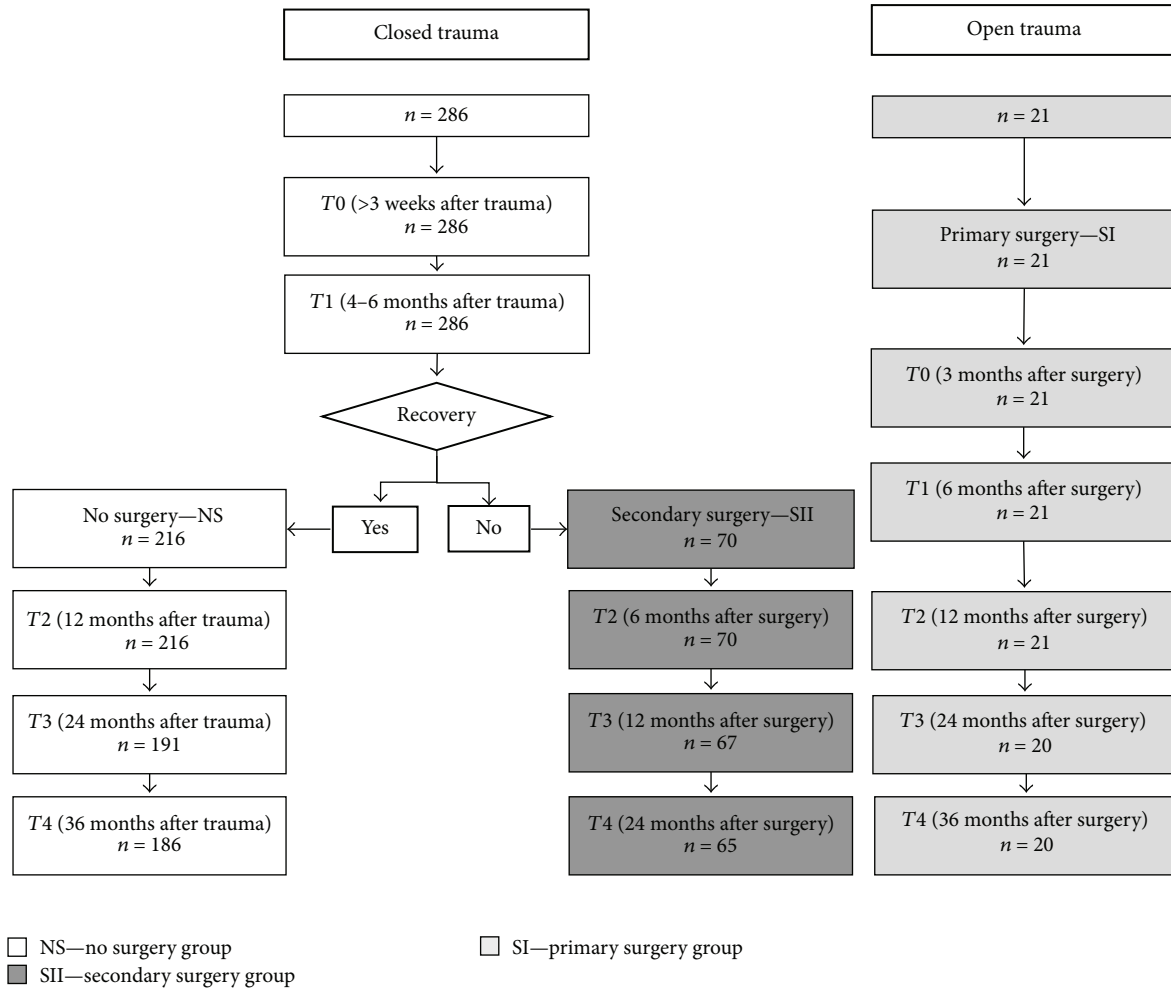 Closed trauma
n = 286
T0 (>3 weeks after trauma)
n = 286
T1 (4–6 months after trauma)
n = 286
Recovery
Yes
No
No surgery—NS
n = 216
T2 (12 months after trauma)
n = 216
T3 (24 months after trauma)
n = 191
T4 (36 months after trauma)
n = 186
Secondary surgery—SII
n = 70
T2 (6 months after surgery)
n = 70
T3 (12 months after surgery)
n = 67
T4 (24 months after surgery)
n = 65
Open trauma
n = 21
Primary surgery—SI
n = 21
T0 (3 months after surgery)
n = 21
T1 (6 months after surgery)
n = 21
T2 (12 months after surgery)
n = 21
T3 (24 months after surgery)
n = 20
T4 (36 months after surgery)
n = 20
NS—no surgery group
SII—secondary surgery group
SI—primary surgery group